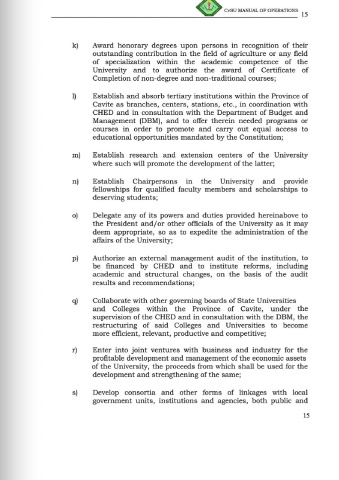 CvSU MANUAL OF OPERATIONS 15
k) Award honorary degrees upon persons in recognition of their
outstanding contribution in the field of agriculture or any field
of specialization within the academic competence of the
University and to authorize the award of Certificate of
Completion of non-degree and non-traditional courses;
l) Establish and absorb tertiary institutions within the Province of
Cavite as branches, centers, stations, etc., in coordination with
CHED and in consultation with the Department of Budget and
Management (DBM), and to offer therein needed programs or
courses in order to promote and carry out equal access to
educational opportunities mandated by the Constitution;
m) Establish research and extension centers of the University
where such will promote the development of the latter;
n) Establish Chairpersons in the University and provide
fellowships for qualified faculty members and scholarships to
deserving students;
o) Delegate any of its powers and duties provided hereinabove to
the President and/or other officials of the University as it may
deem appropriate, so as to expedite the administration of the
affairs of the University;
p) Authorize an external management audit of the institution, to
be financed by CHED and to institute reforms, including
academic and structural changes, on the basis of the audit
results and recommendations;
q) Collaborate with other governing boards of State Universities
and Colleges within the Province of Cavite, under the
supervision of the CHED and in consultation with the DBM, the
restructuring of said Colleges and Universities to become
more efficient, relevant, productive and competitive;
r) Enter into joint ventures with business and industry for the
profitable development and management of the economic assets
of the University, the proceeds from which shall be used for the
development and strengthening of the same;
s) Develop consortia and other forms of linkages with local
government units, institutions and agencies, both public and
15